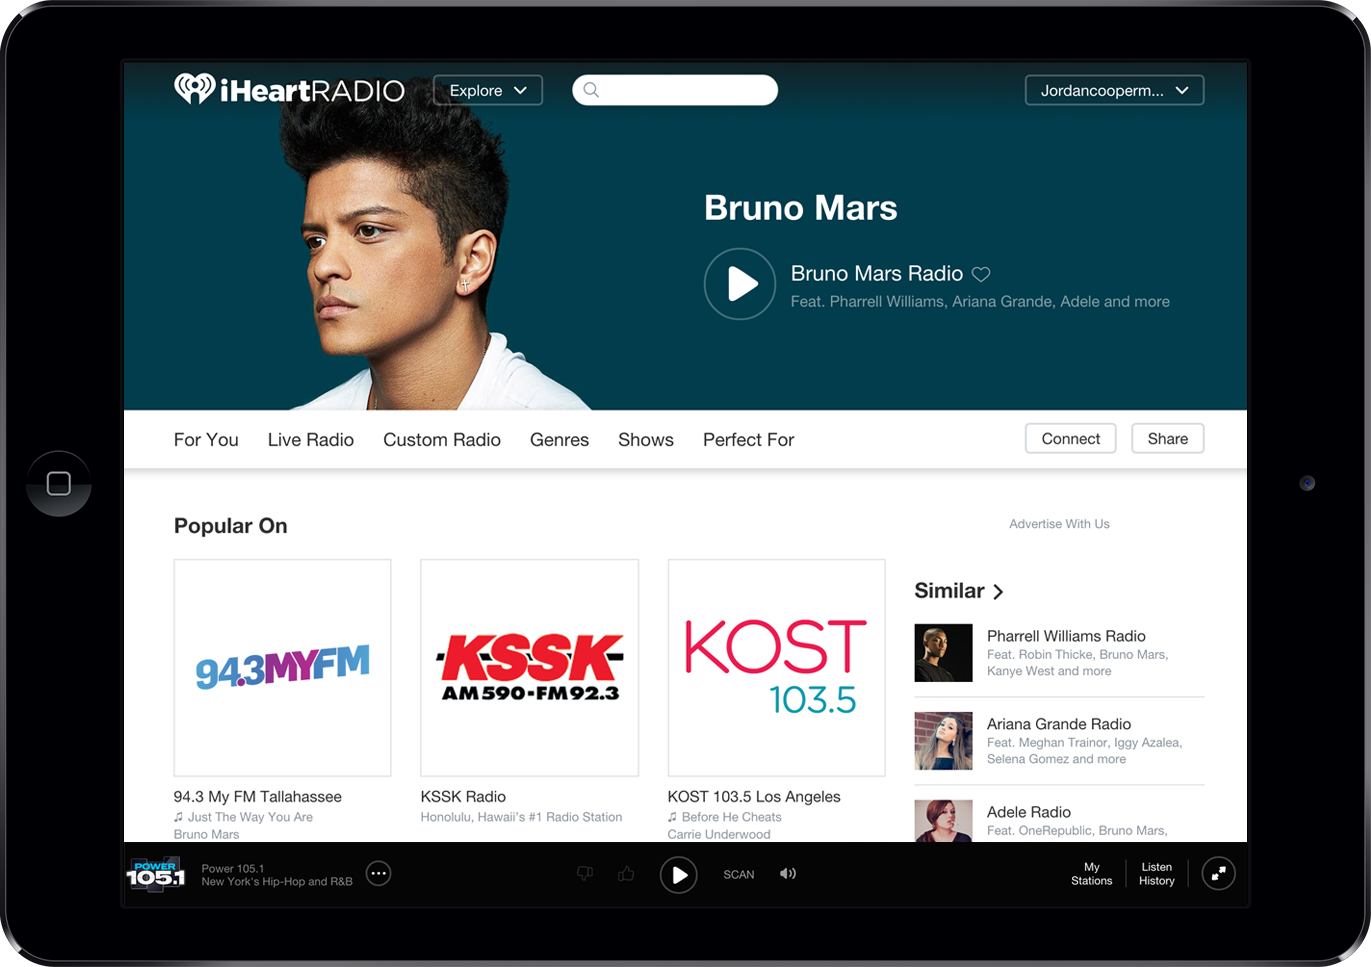 iHeartRADIO
Explore
Jordancooperm...
Bruno Mars
Bruno Mars Radio
Feat. Pharrell Williams, Ariana Grande, Adele and more
For You
Live Radio
Custom Radio
Genres
Shows
Perfect For
Connect
Share
Popular On
Advertise With Us
94.3MYFM
94.3 My FM Tallahassee
Just The Way You Are
Bruno Mars
KSSK
AM 590-FM 92.3
KSSK Radio
Honolulu, Hawaii's #1 Radio Station
KOST
103.5
KOST 103.5 Los Angeles
Before He Cheats
Carrie Underwood
Similar
Pharrell Williams Radio
Feat. Robin Thicke, Bruno Mars,
Kanye West and more
Ariana Grande Radio
Feat. Meghan Trainor, Iggy Azalea,
Selena Gomez and more
Adele Radio
Feat. OneRepublic, Bruno Mars,
POWER
105.1
Power 105.1
New York's Hip-Hop and R&B
SCAN
My
Stations
Listen
History